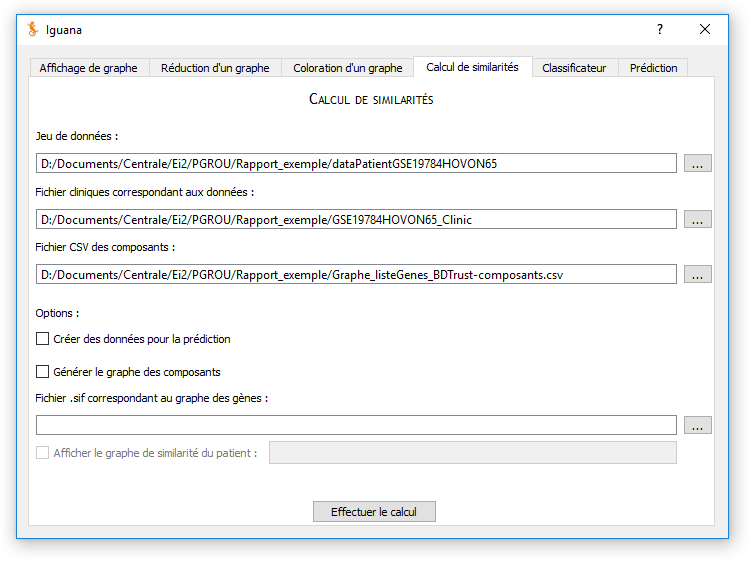 Iguana
?
Affichage de graphe Réduction d'un graphe Coloration d'un graphe Calcul de similarités Classificateur Prédiction
CALCUL DE SIMILARITÉS
Jeu de données :
D:/Documents/Centrale/Ei2/PGROU/Rapport_exemple/dataPatientGSE19784HOVON65 ...
Fichier cliniques correspondant aux données :
D:/Documents/Centrale/Ei2/PGROU/Rapport_exemple/GSE19784HOVON65_Clinic ...
Fichier CSV des composants :
D:/Documents/Centrale/Ei2/PGROU/Rapport_exemple/Graphe_listeGenes_BDTrust-composants.csv ...
Options :
Créer des données pour la prédiction
Générer le graphe des composants
Fichier .sif correspondant au graphe des gènes :
...
Afficher le graphe de similarité du patient :
Effectuer le calcul